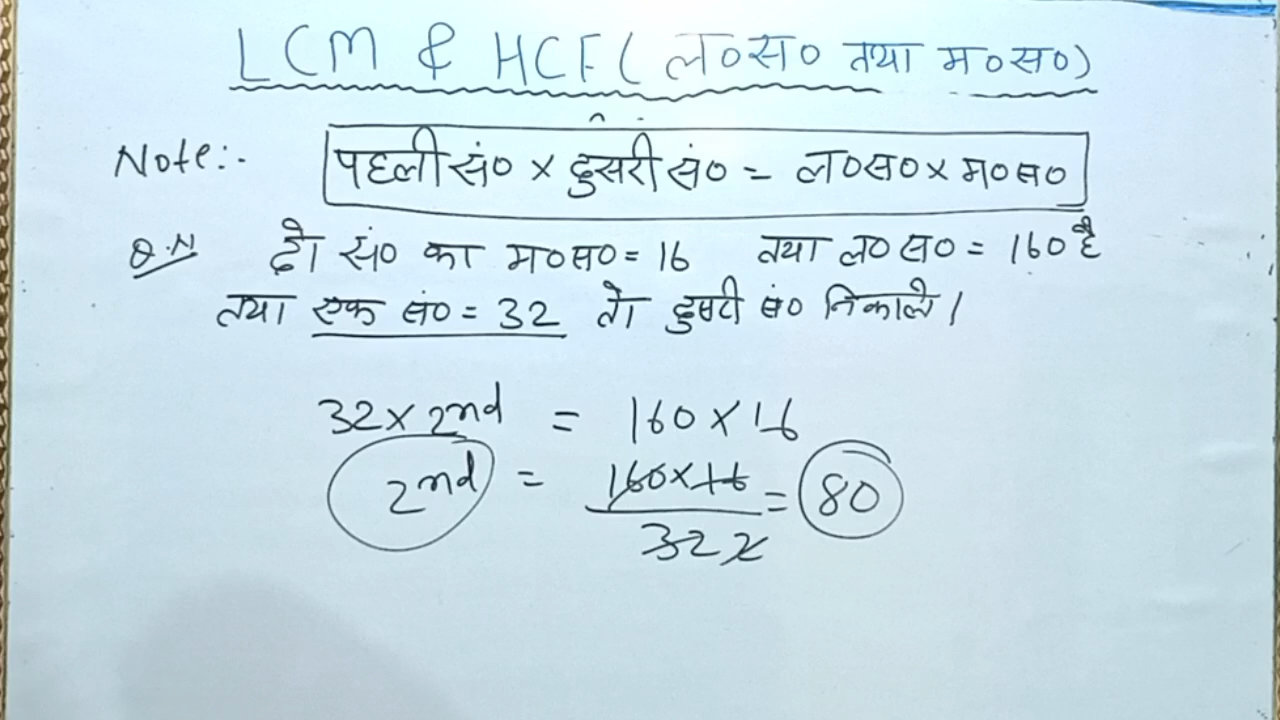 LCM & HCF (ल०स० तथा म०स०)
Note:- पहली सं० × दुसरी सं० = ल०स० × म०स०
Q.N दो सं० का म०स० = 16 तथा ल०स० = 160 है
तथा एक सं० = 32 तो दुसरी सं० निकाले।
32 × 2nd = 160 × 16
2nd = 160×16 = 80
32 2